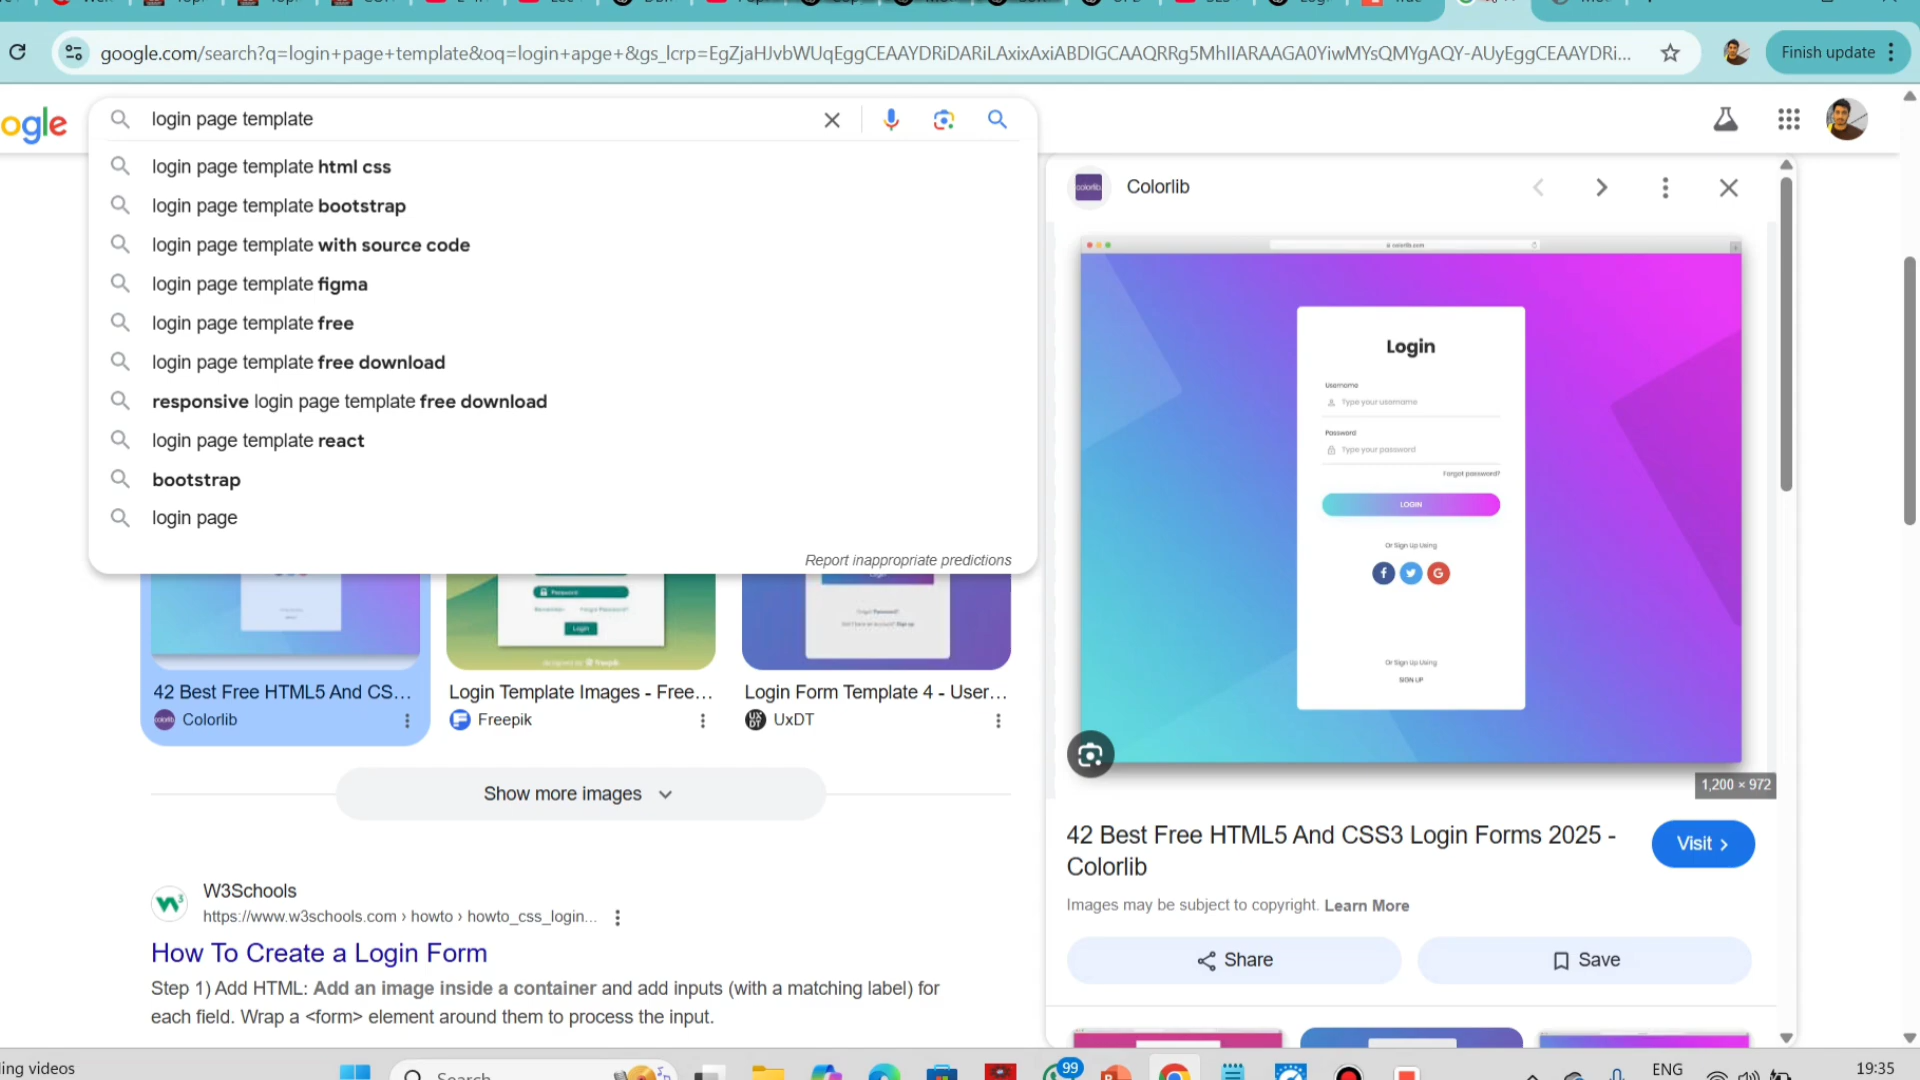 google.com/search?q=login+page+template&oq=login+apge+&gs_lcrp=EgZjaHJvbWUqEggCEAAYDRiDARiLAxixAxiABDIGCAAQRRg5MhIIARAAGA0YiwMYsQMYgAQY-AUyEggCEAAYDRi...
Finish update
ogle
login page template
login page template html css
login page template bootstrap
login page template with source code
login page template figma
login page template free
login page template free download
responsive login page template free download
login page template react
bootstrap
login page
Report inappropriate predictions
42 Best Free HTML5 And CS...
Colorlib
Login Template Images - Free...
Freepik
Login Form Template 4 - User...
UxDT
Show more images
W3Schools
https://www.w3schools.com › howto › howto_css_login...
How To Create a Login Form
Step 1) Add HTML: Add an image inside a container and add inputs (with a matching label) for
each field. Wrap a <form> element around them to process the input.
Colorlib
Login
Username
Type your username
Password
Type your password
Forgot password?
LOGIN
Or Sign Up Using
Or Sign Up Using
SIGN UP
1,200 × 972
42 Best Free HTML5 And CSS3 Login Forms 2025 -
Colorlib
Visit
Images may be subject to copyright. Learn More
Share
Save
ing videos
Search
99
ENG
19:35